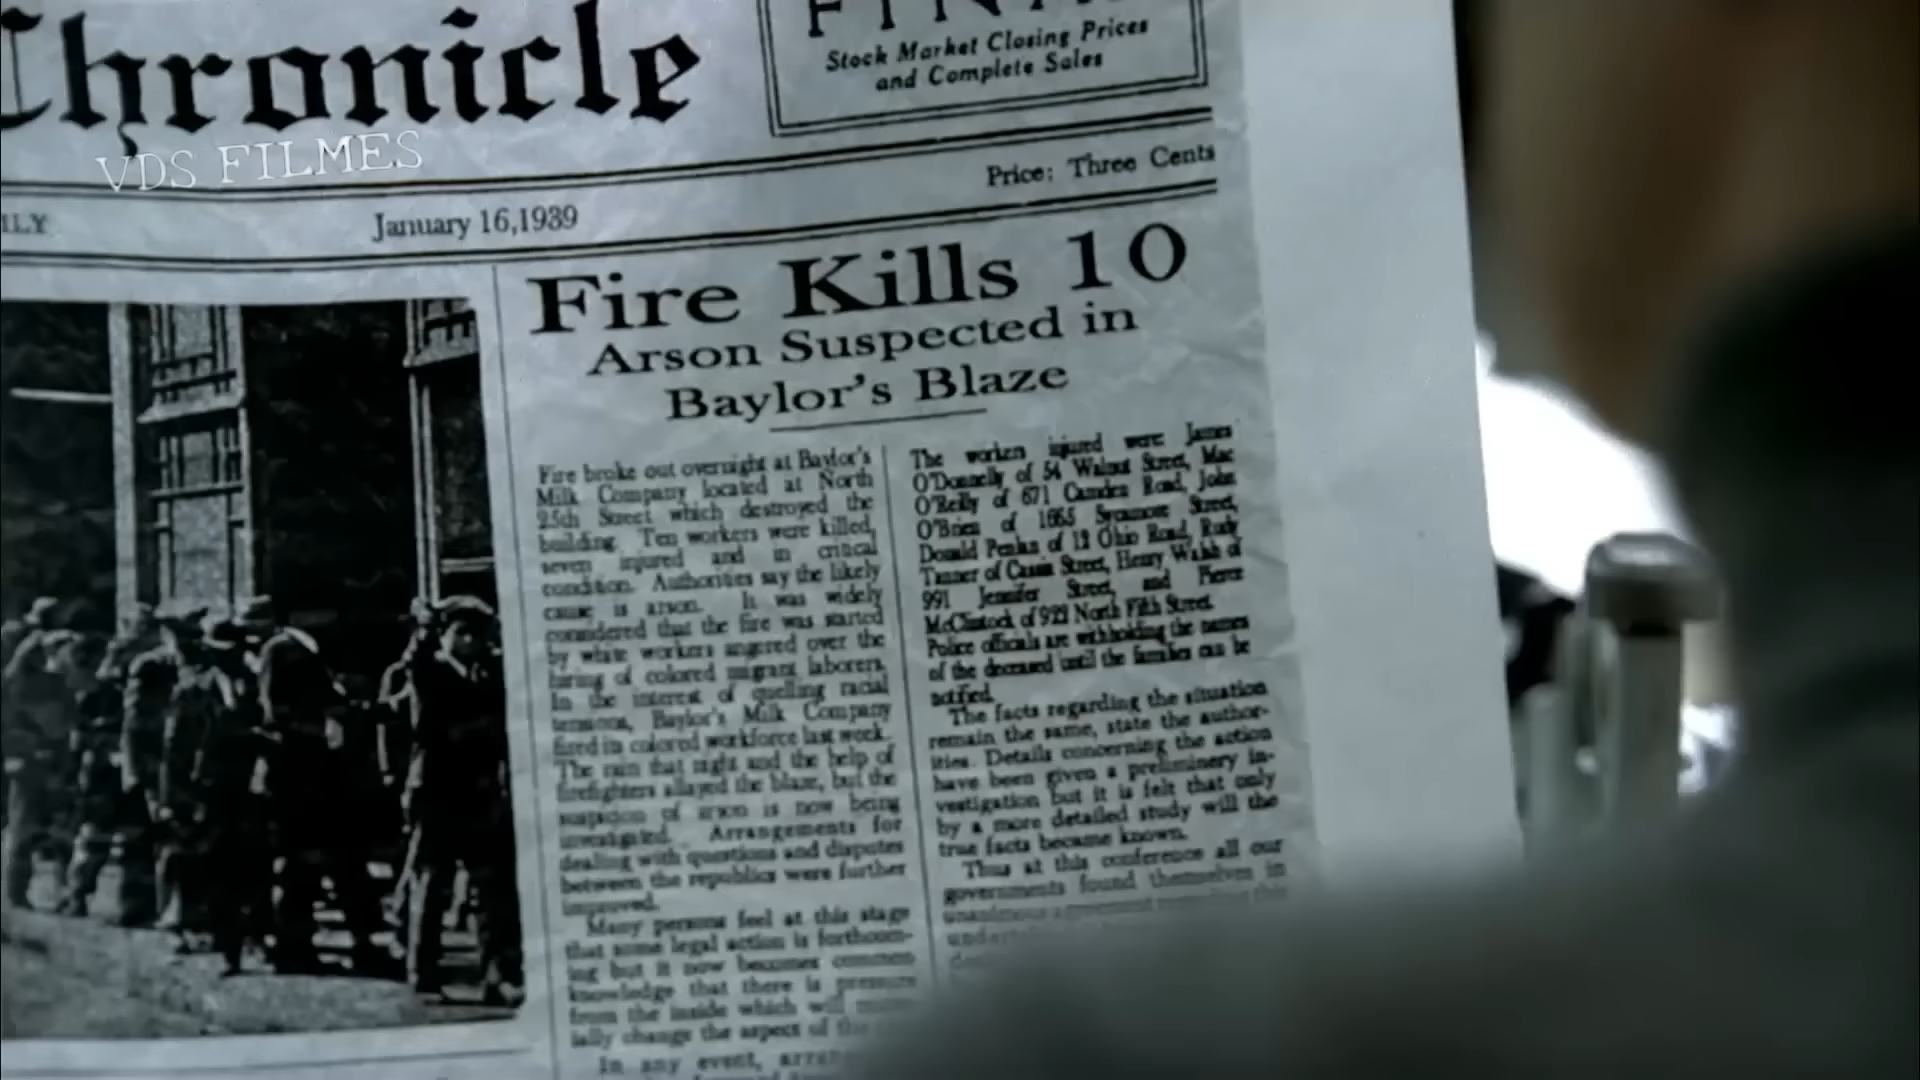 Chronicle
Stock Market Closing Prices
and Complete Sales
VDS FILMES
Price: Three Cents
ILY
January 16,1939
Fire Kills 10
Arson Suspected in
Baylor's Blaze
Fire broke out overnight at Baylor's
Milk Company located at North
25th Street which destroyed the
building. Ten workers were killed,
seven injured and in critical
condition. Authorities say the likely
cause is arson. It was widely
considered that the fire was started
by white workers angered over the
hiring of colored migrant laborers.
In the interest of quelling racial
tensions, Baylor's Milk Company
fired its colored workforce last week.
The rain that night and the help of
firefighters allayed the blaze, but the
suspicion of arson is now being
investigated. Arrangements for
dealing with questions and disputes
between the republics were further
improved.
Many persons feel at this stage
that some legal action is forthcom-
ing but it now becomes common
knowledge that there is pressure
from the inside which will
ially change the aspect of the
In any event,
The workers injured were: James
O'Donnelly of 54 Walnut Street, Mac
O'Reilly of 671 Camden Road, John
O'Brien of 1665 Sycamore Street,
Donald of 12 Ohio Road, Rudy
Tanner of Street, Henry Walsh of
991 Jennifer Street, and Pierce
McClintock of 922 North Fifth Street.
Police officials are withholding the names
of the deceased until the families can be
notified.
The facts regarding the situation
remain the same, state the author-
ities. Details concerning the action
have been given a preliminery in-
vestigation but it is felt that only
by a more detailed study will the
true facts became known.
Thus at this conference all our
governments found themselves in